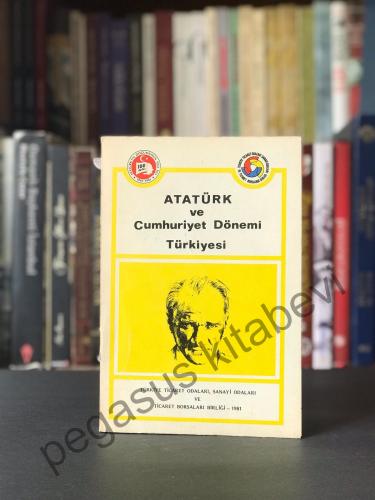 ATATÜRK
ve
Cumhuriyet Dönemi
Türkiyesi
TÜRKİYE TİCARET ODALARI, SANAYİ ODALARI
VE
TİCARET BORSALARI BİRLİĞİ - 1981
pegasus kitabevi